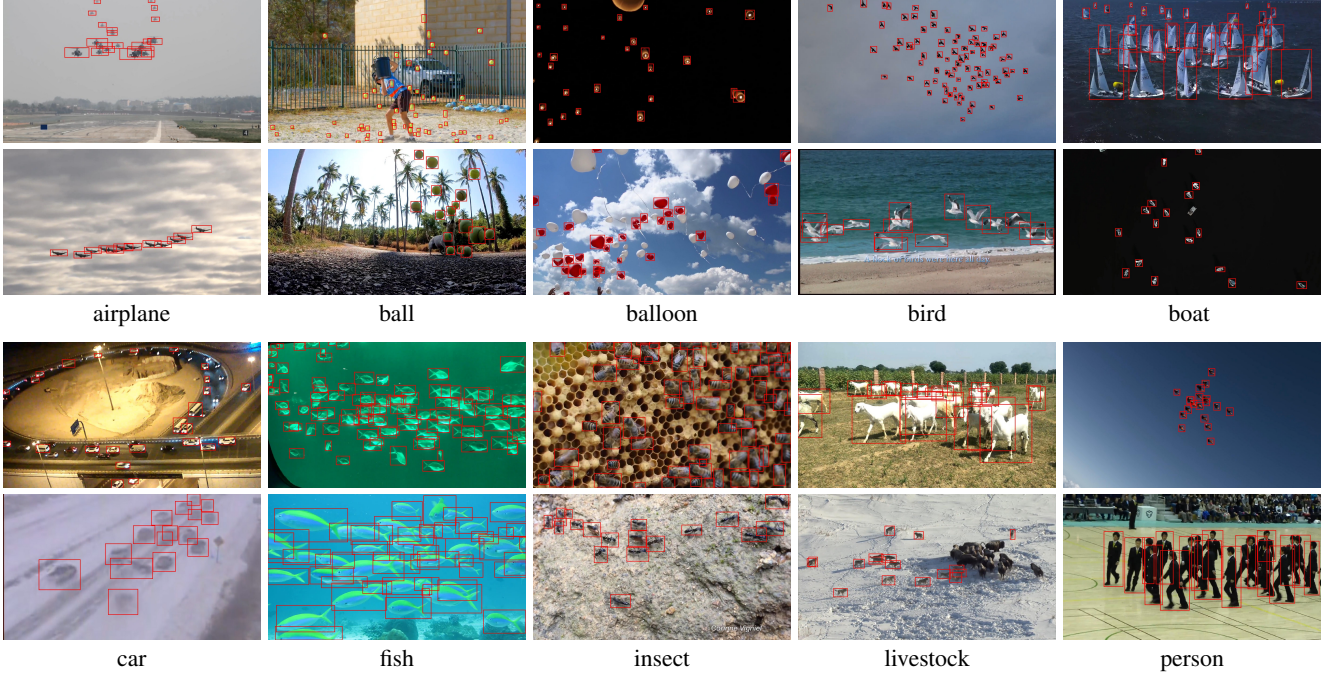 airplane
ball
balloon
bird
boat
car
fish
insect
livestock
person